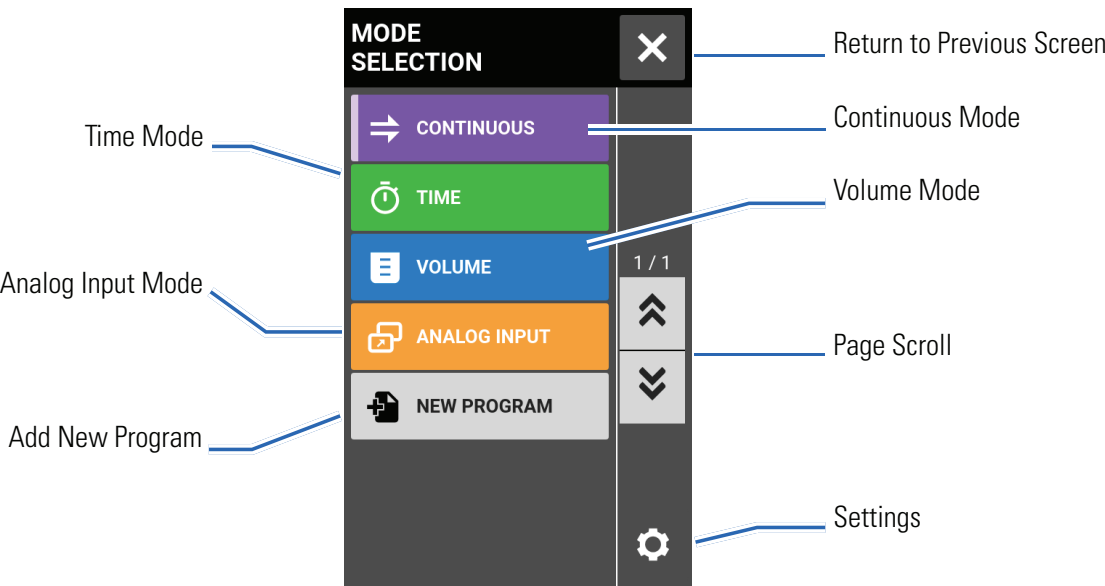 MODE
SELECTION
Return to Previous Screen
CONTINUOUS
Continuous Mode
Time Mode
TIME
Volume Mode
VOLUME
1 / 1
Analog Input Mode
ANALOG INPUT
Page Scroll
NEW PROGRAM
Add New Program
Settings